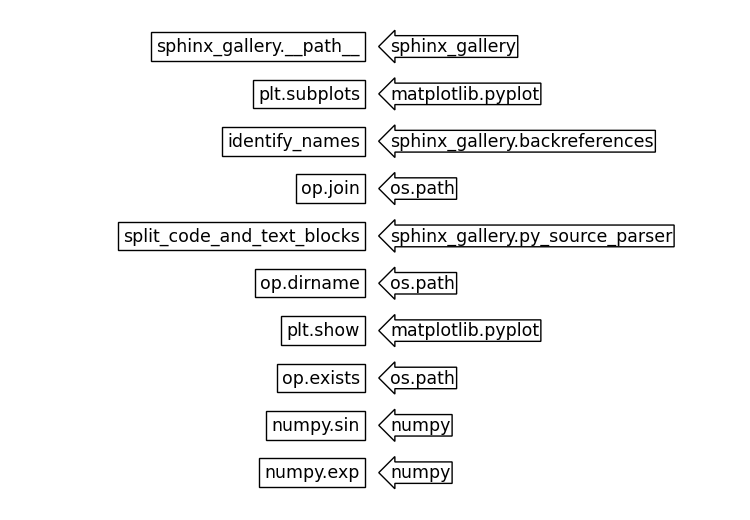 sphinx_gallery.__path__ sphinx_gallery
plt.subplots matplotlib.pyplot
identify_names sphinx_gallery.backreferences
op.join os.path
split_code_and_text_blocks sphinx_gallery.py_source_parser
op.dirname os.path
plt.show matplotlib.pyplot
op.exists os.path
numpy.sin numpy
numpy.exp numpy